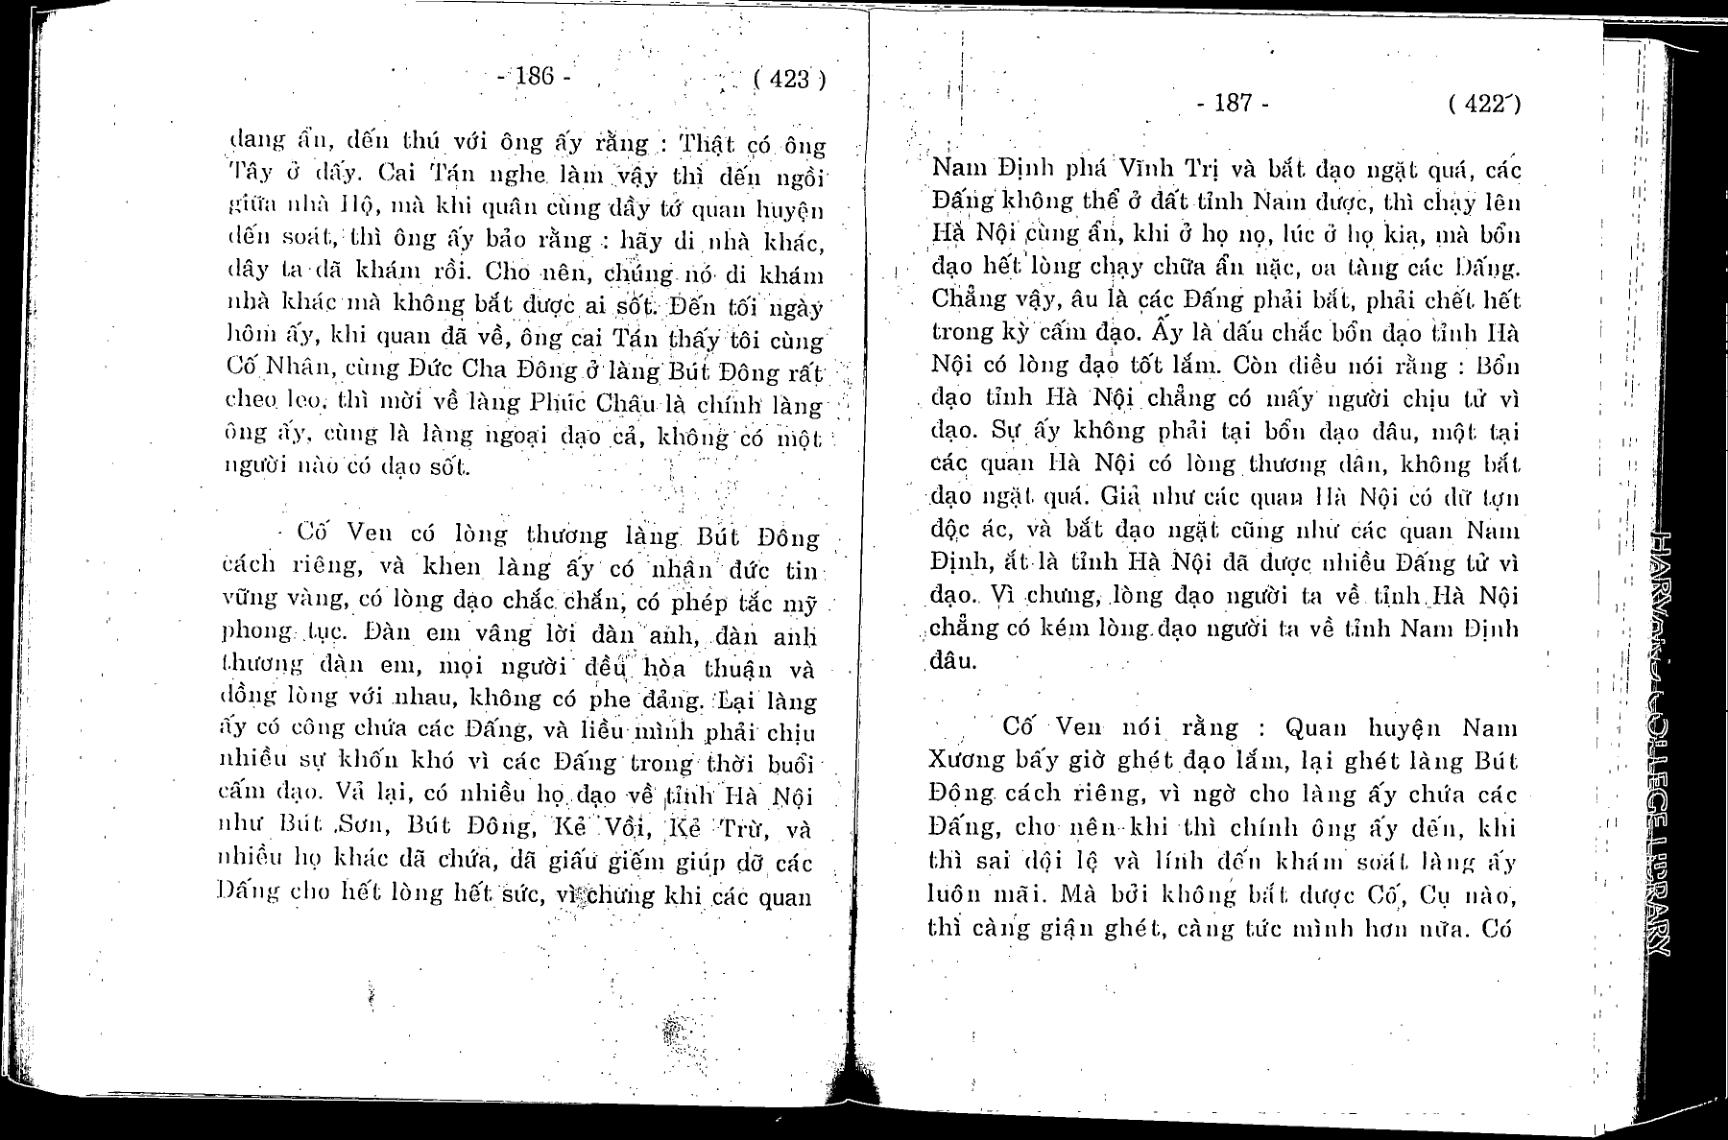 - 186 - ( 423 )
đang ẩn, đến thú với ông ấy rằng : Thật có ông
Tây ở đấy. Cai Tán nghe làm vậy thì đến ngồi
giữa nhà Hộ, mà khi quân cùng đầy tớ quan huyện
đến soát, thì ông ấy bảo rằng : hãy đi nhà khác,
đây ta đã khám rồi. Cho nên, chúng nó đi khám
nhà khác mà không bắt được ai sốt. Đến tối ngày
hôm ấy, khi quan đã về, ông cai Tán thấy tôi cùng
Cố Nhân, cùng Đức Cha Đông ở làng Bút Đông rất
cheo leo, thì mời về làng Phúc Châu là chính làng
ông ấy, cùng là làng ngoại đạo cả, không có một
người nào có đạo sốt.
Cố Ven có lòng thương làng Bút Đông
cách riêng, và khen làng ấy có nhận đức tin
vững vàng, có lòng đạo chắc chắn, có phép tắc mỹ
phong tục. Đàn em vâng lời đàn anh, đàn anh
thương đàn em, mọi người đều hòa thuận và
đồng lòng với nhau, không có phe đảng. Lại làng
ấy có công chứa các Đấng, và liều mình phải chịu
nhiều sự khốn khó vì các Đấng trong thời buổi
cấm đạo. Vả lại, có nhiều họ đạo về tỉnh Hà Nội
như Bút Sơn, Bút Đông, Kẻ Vồi, Kẻ Trừ, và
nhiều họ khác đã chứa, đã giấu giếm giúp đỡ các
Đấng cho hết lòng hết sức, vì chưng khi các quan
- 187 - ( 422 )
Nam Định phá Vĩnh Trị và bắt đạo ngặt quá, các
Đấng không thể ở đất tỉnh Nam được, thì chạy lên
Hà Nội cùng ẩn, khi ở họ nọ, lúc ở họ kia, mà bổn
đạo hết lòng chạy chữa ẩn nặc, oa tàng các Đấng.
Chẳng vậy, âu là các Đấng phải bắt, phải chết hết
trong kỳ cấm đạo. Ấy là dấu chắc bổn đạo tỉnh Hà
Nội có lòng đạo tốt lắm. Còn điều nói rằng : Bổn
đạo tỉnh Hà Nội chẳng có mấy người chịu tử vì
đạo. Sự ấy không phải tại bổn đạo đâu, một tại
các quan Hà Nội có lòng thương dân, không bắt
đạo ngặt quá. Giả như các quan Hà Nội có dữ tợn
độc ác, và bắt đạo ngặt cũng như các quan Nam
Định, ắt là tỉnh Hà Nội đã được nhiều Đấng tử vì
đạo. Vì chưng, lòng đạo người ta về tỉnh Hà Nội
chẳng có kém lòng đạo người ta về tỉnh Nam Định
đâu.
Cố Ven nói rằng : Quan huyện Nam
Xương bấy giờ ghét đạo lắm, lại ghét làng Bút
Đông cách riêng, vì ngờ cho làng ấy chứa các
Đấng, cho nên khi thì chính ông ấy đến, khi
thì sai đội lệ và lính đến khám soát làng ấy
luôn mãi. Mà bởi không bắt được Cố, Cụ nào,
thì càng giận ghét, càng tức mình hơn nữa. Có
HARVARD COLLEGE LIBRARY